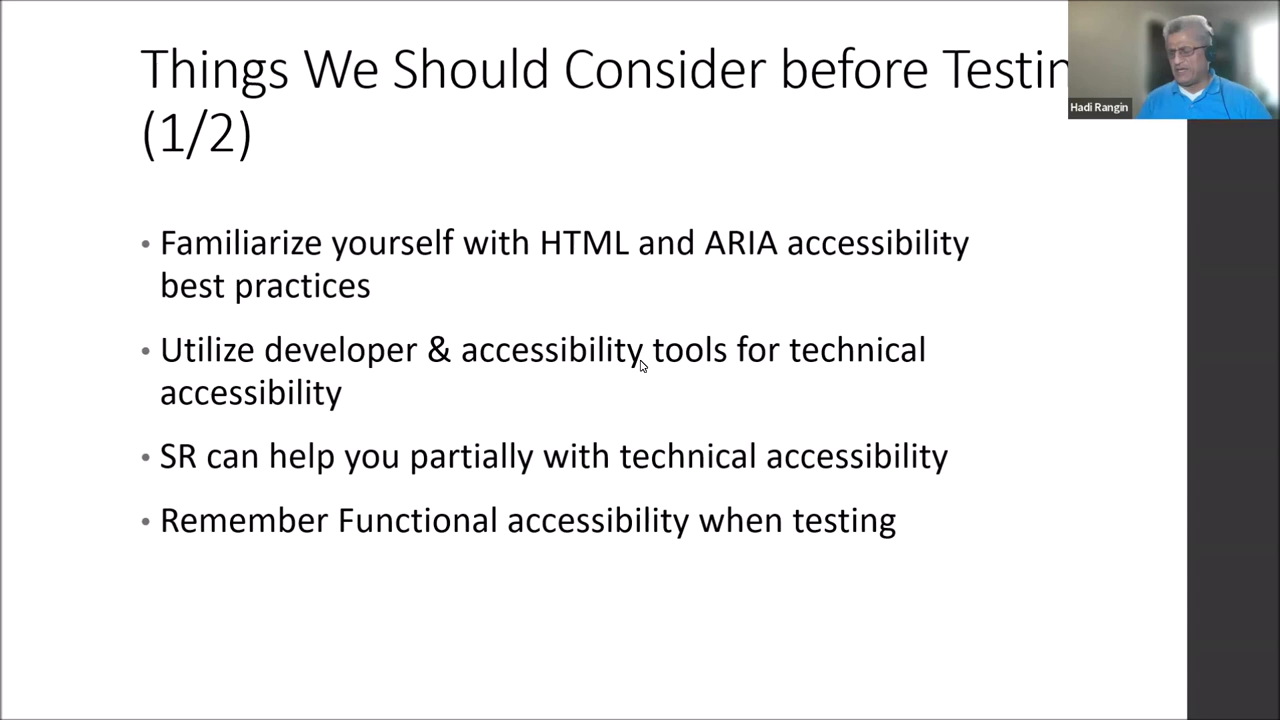 Things We Should Consider before Testin
(1/2)
Hadi Rangin
• Familiarize yourself with HTML and ARIA accessibility
best practices
• Utilize developer & accessibility tools for technical
accessibility
• SR can help you partially with technical accessibility
• Remember Functional accessibility when testing